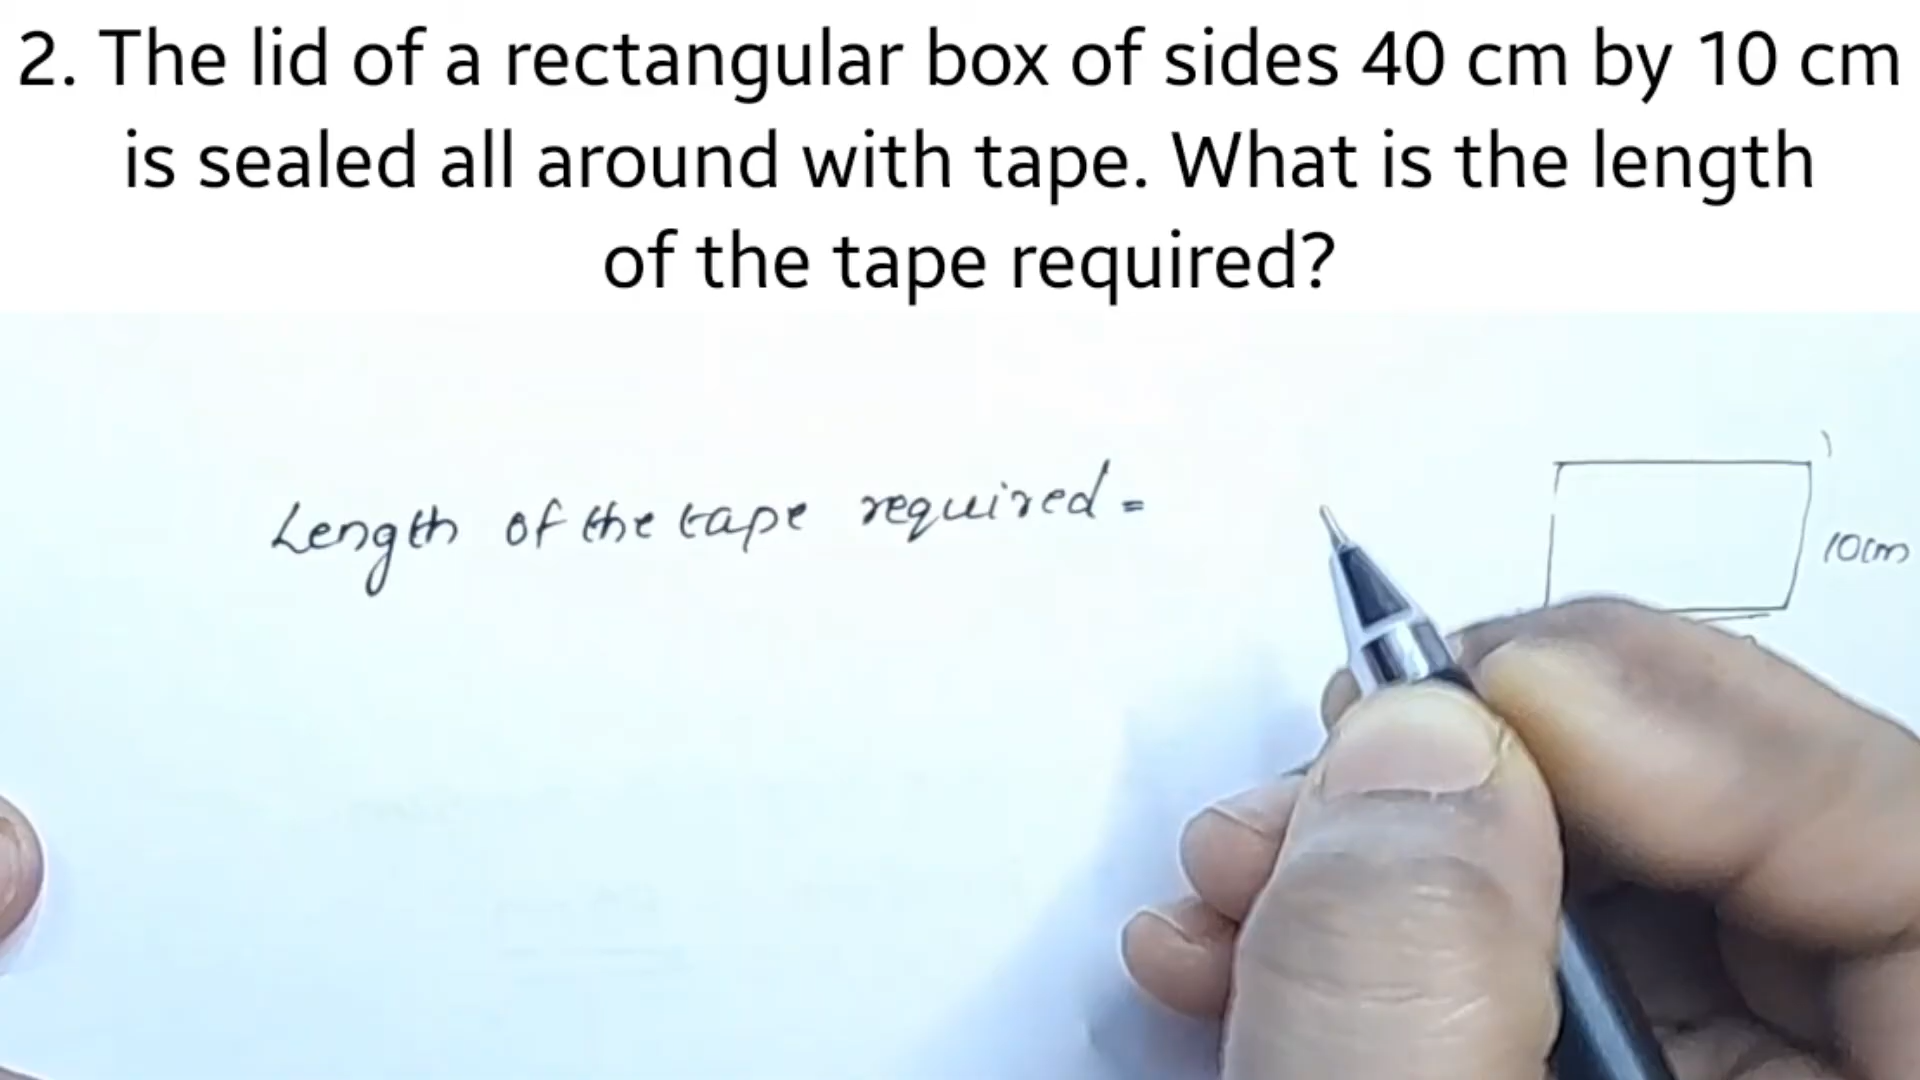 2. The lid of a rectangular box of sides 40 cm by 10 cm
is sealed all around with tape. What is the length
of the tape required?
Length of the tape required =
10cm